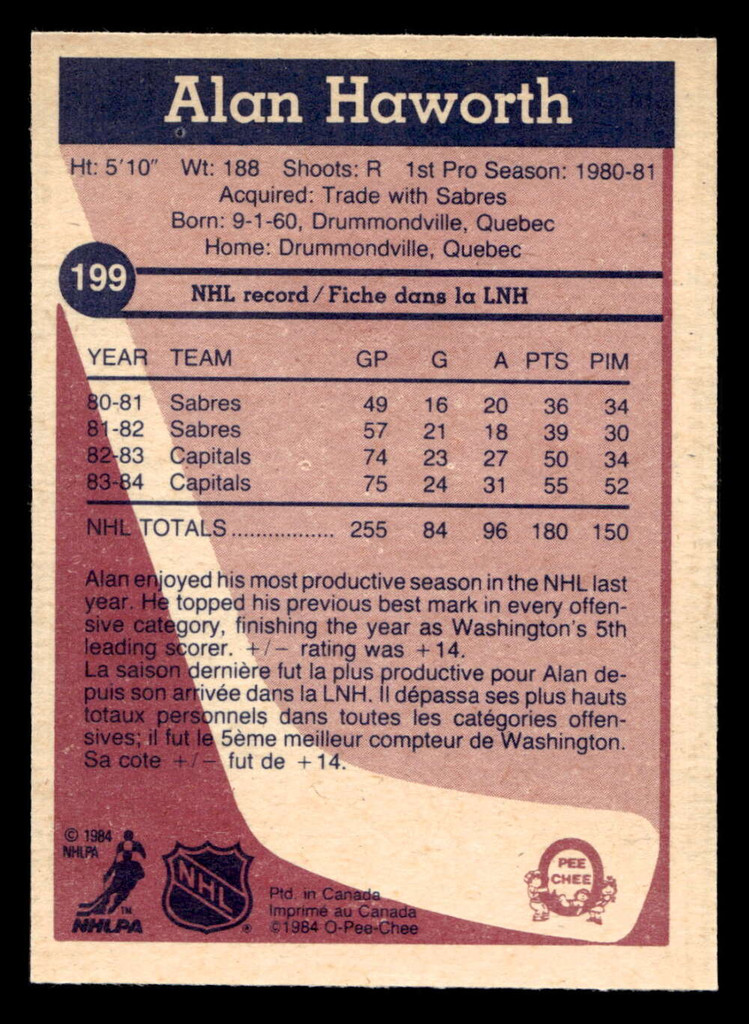 Alan Haworth
Ht: 5'10" Wt: 188 Shoots: R 1st Pro Season: 1980-81
Acquired: Trade with Sabres
Born: 9-1-60, Drummondville, Quebec
Home: Drummondville, Quebec
199
NHL record / Fiche dans la LNH
YEAR TEAM GP G A PTS PIM
80-81 Sabres 49 16 20 36 34
81-82 Sabres 57 21 18 39 30
82-83 Capitals 74 23 27 50 34
83-84 Capitals 75 24 31 55 52
NHL TOTALS................. 255 84 96 180 150
Alan enjoyed his most productive season in the NHL last
year. He topped his previous best mark in every offen-
sive category, finishing the year as Washington's 5th
leading scorer. +/− rating was +14.
La saison dernière fut la plus productive pour Alan de-
puis son arrivée dans la LNH. Il dépassa ses plus hauts
totaux personnels dans toutes les catégories offen-
sives; il fut le 5ème meilleur compteur de Washington.
Sa cote +/− fut de +14.
© 1984
NHLPA
TM
NHLPA
NHL
®
Ptd. in Canada
Imprimé au Canada
©1984 O-Pee-Chee
PEE
CHEE